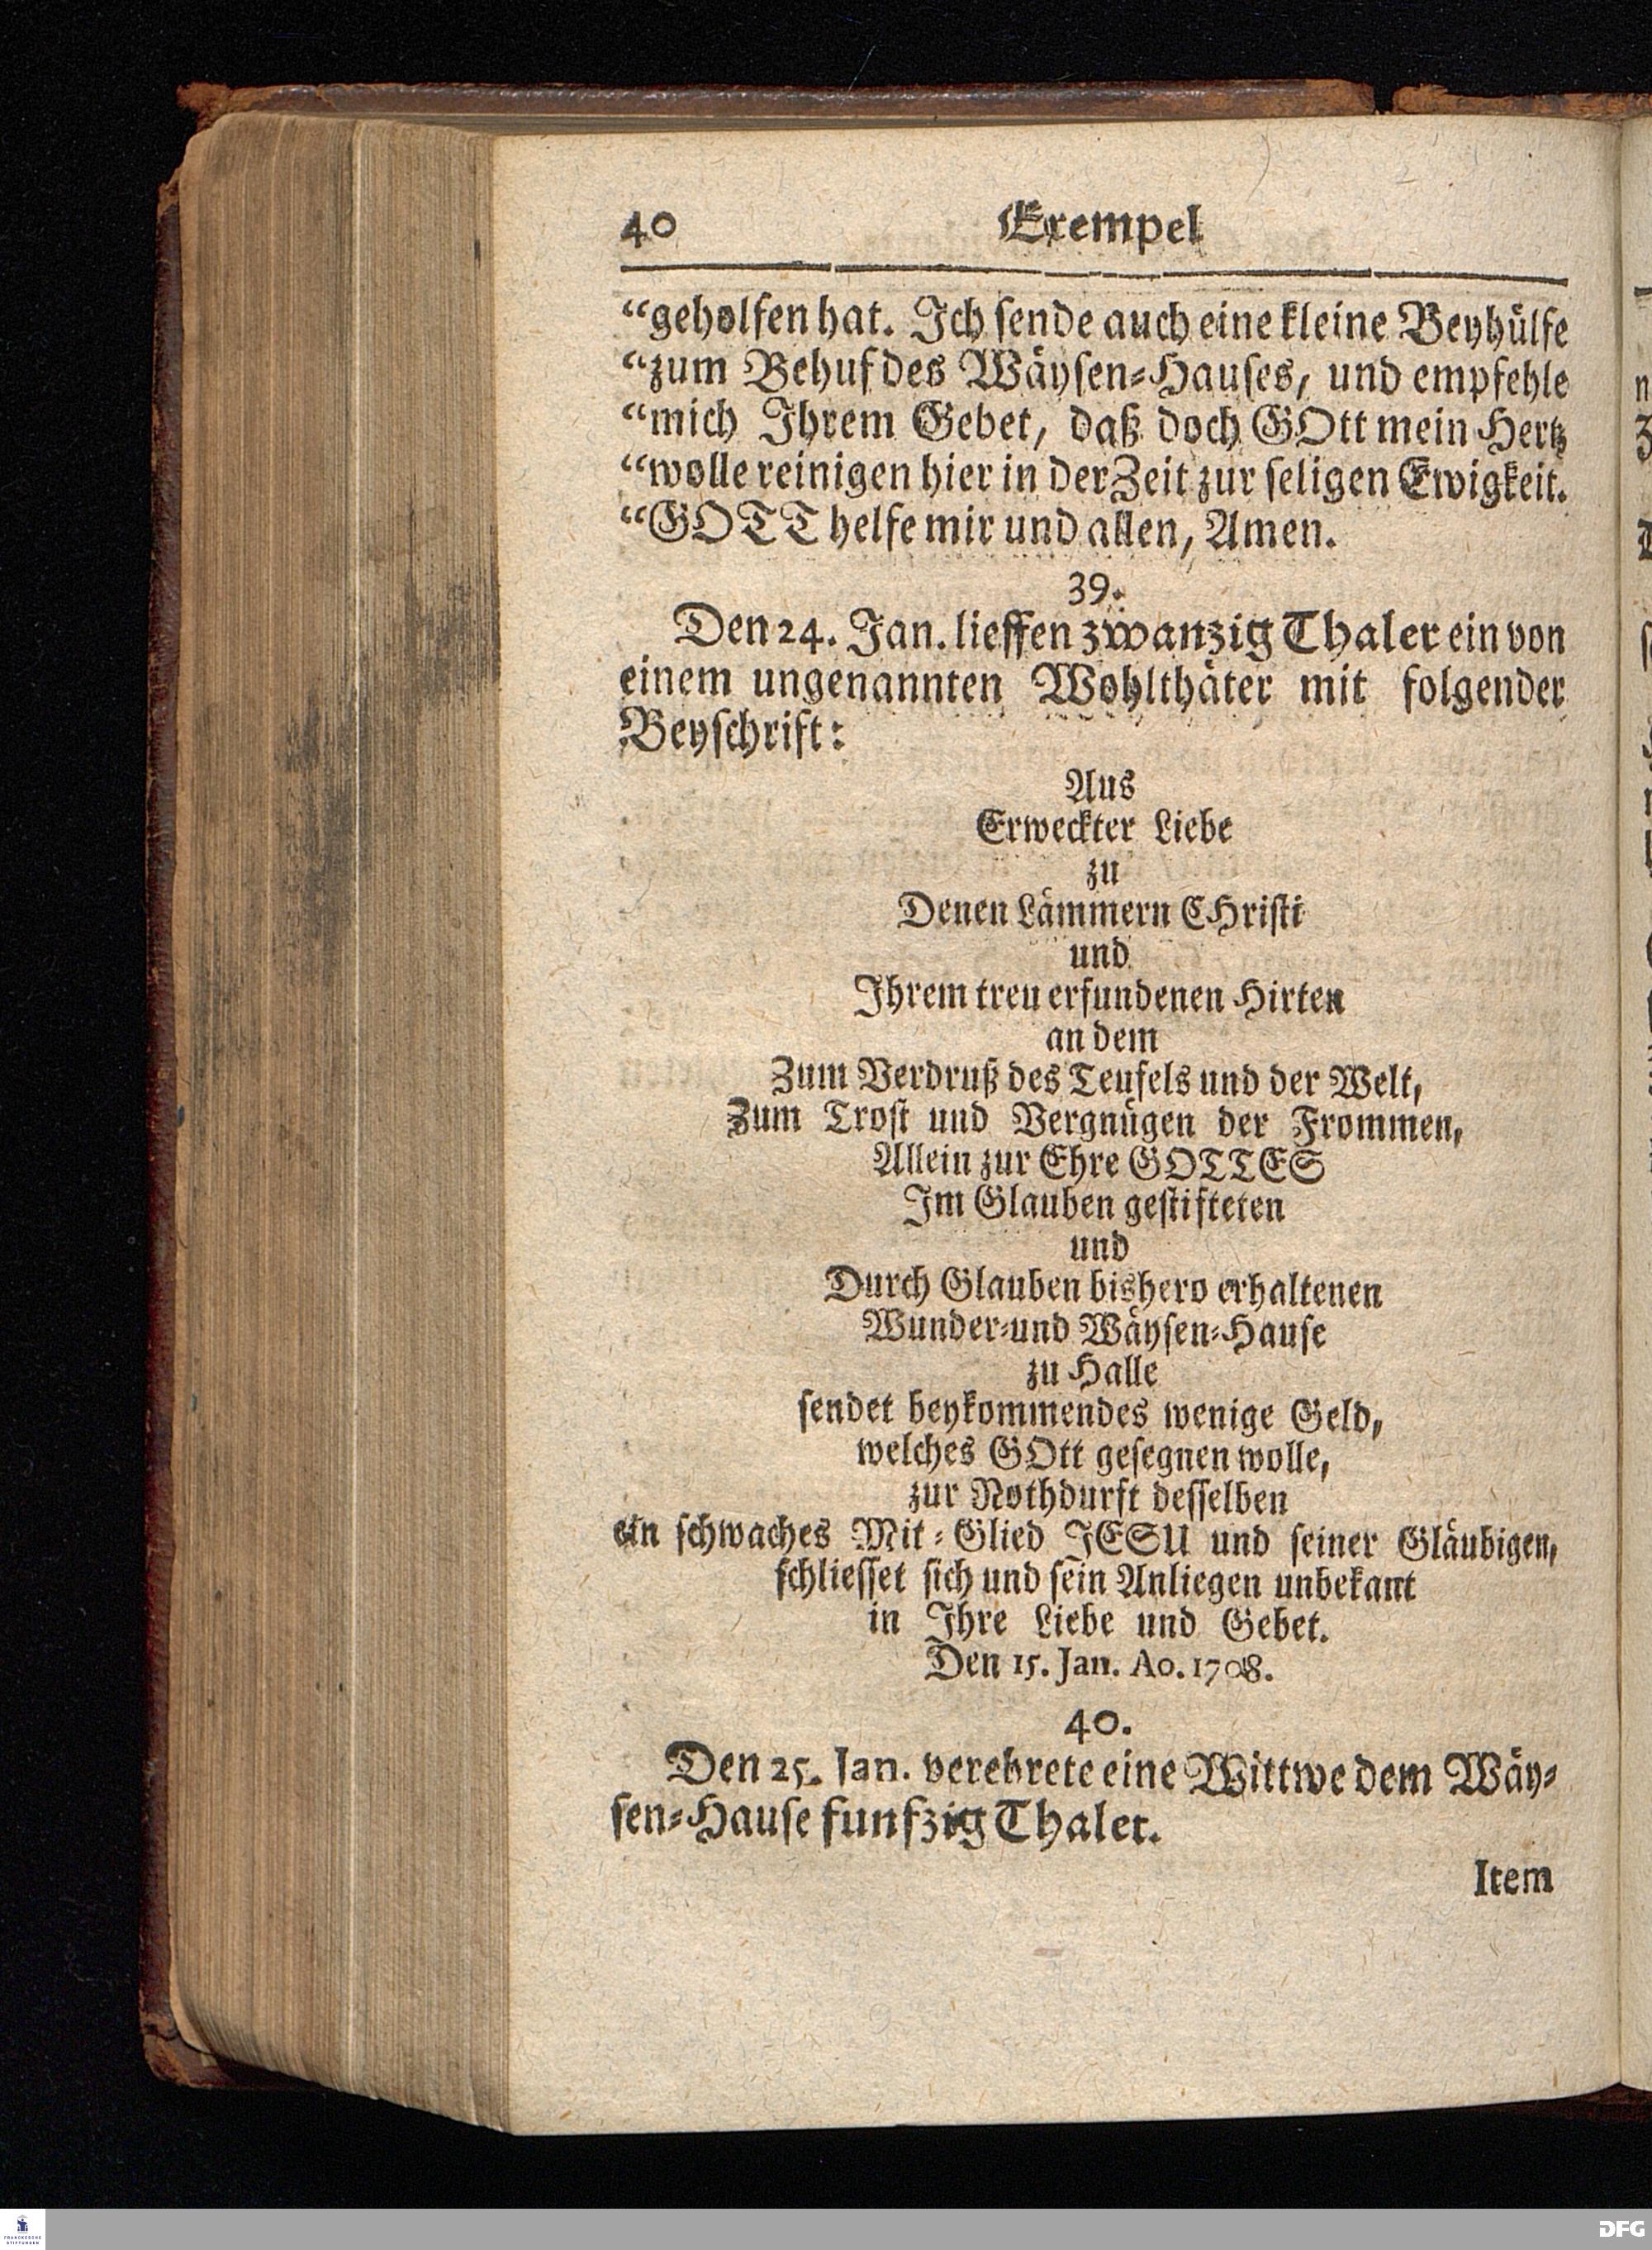 40 Exempel
“geholfen hat. Ich sende auch eine kleine Beyhülfe
“zum Behuf des Wäysen-Hauses, und empfehle
“mich Ihrem Gebet, daß doch GOtt mein Hertz
“wolle reinigen hier in der Zeit zur seligen Ewigkeit.
“GOTT helfe mir und allen, Amen.
39.
Den 24. Jan. lieffen zwanzig Thaler ein von
einem ungenannten Wohlthäter mit folgender
Beyschrift:
Aus
Erweckter Liebe
zu
Denen Lämmern CHristi
und
Ihrem treu erfundenen Hirten
an dem
Zum Verdruß des Teufels und der Welt,
Zum Trost und Vergnügen der Frommen,
Allein zur Ehre GOTTES
Im Glauben gestifteten
und
Durch Glauben bishero erhaltenen
Wunder-und Wäysen-Hause
zu Halle
sendet beykommendes wenige Geld,
welches GOtt gesegnen wolle,
zur Nothdurft desselben
ein schwaches Mit-Glied JESU und seiner Gläubigen,
schliesset sich und sein Anliegen unbekant
in Ihre Liebe und Gebet.
Den 15. Jan. Ao. 1708.
40.
Den 25. Jan. verehrete eine Wittwe dem Wäy-
sen-Hause funfzig Thaler.
Item
FRANCKESCHE
STIFTUNGEN
DFG